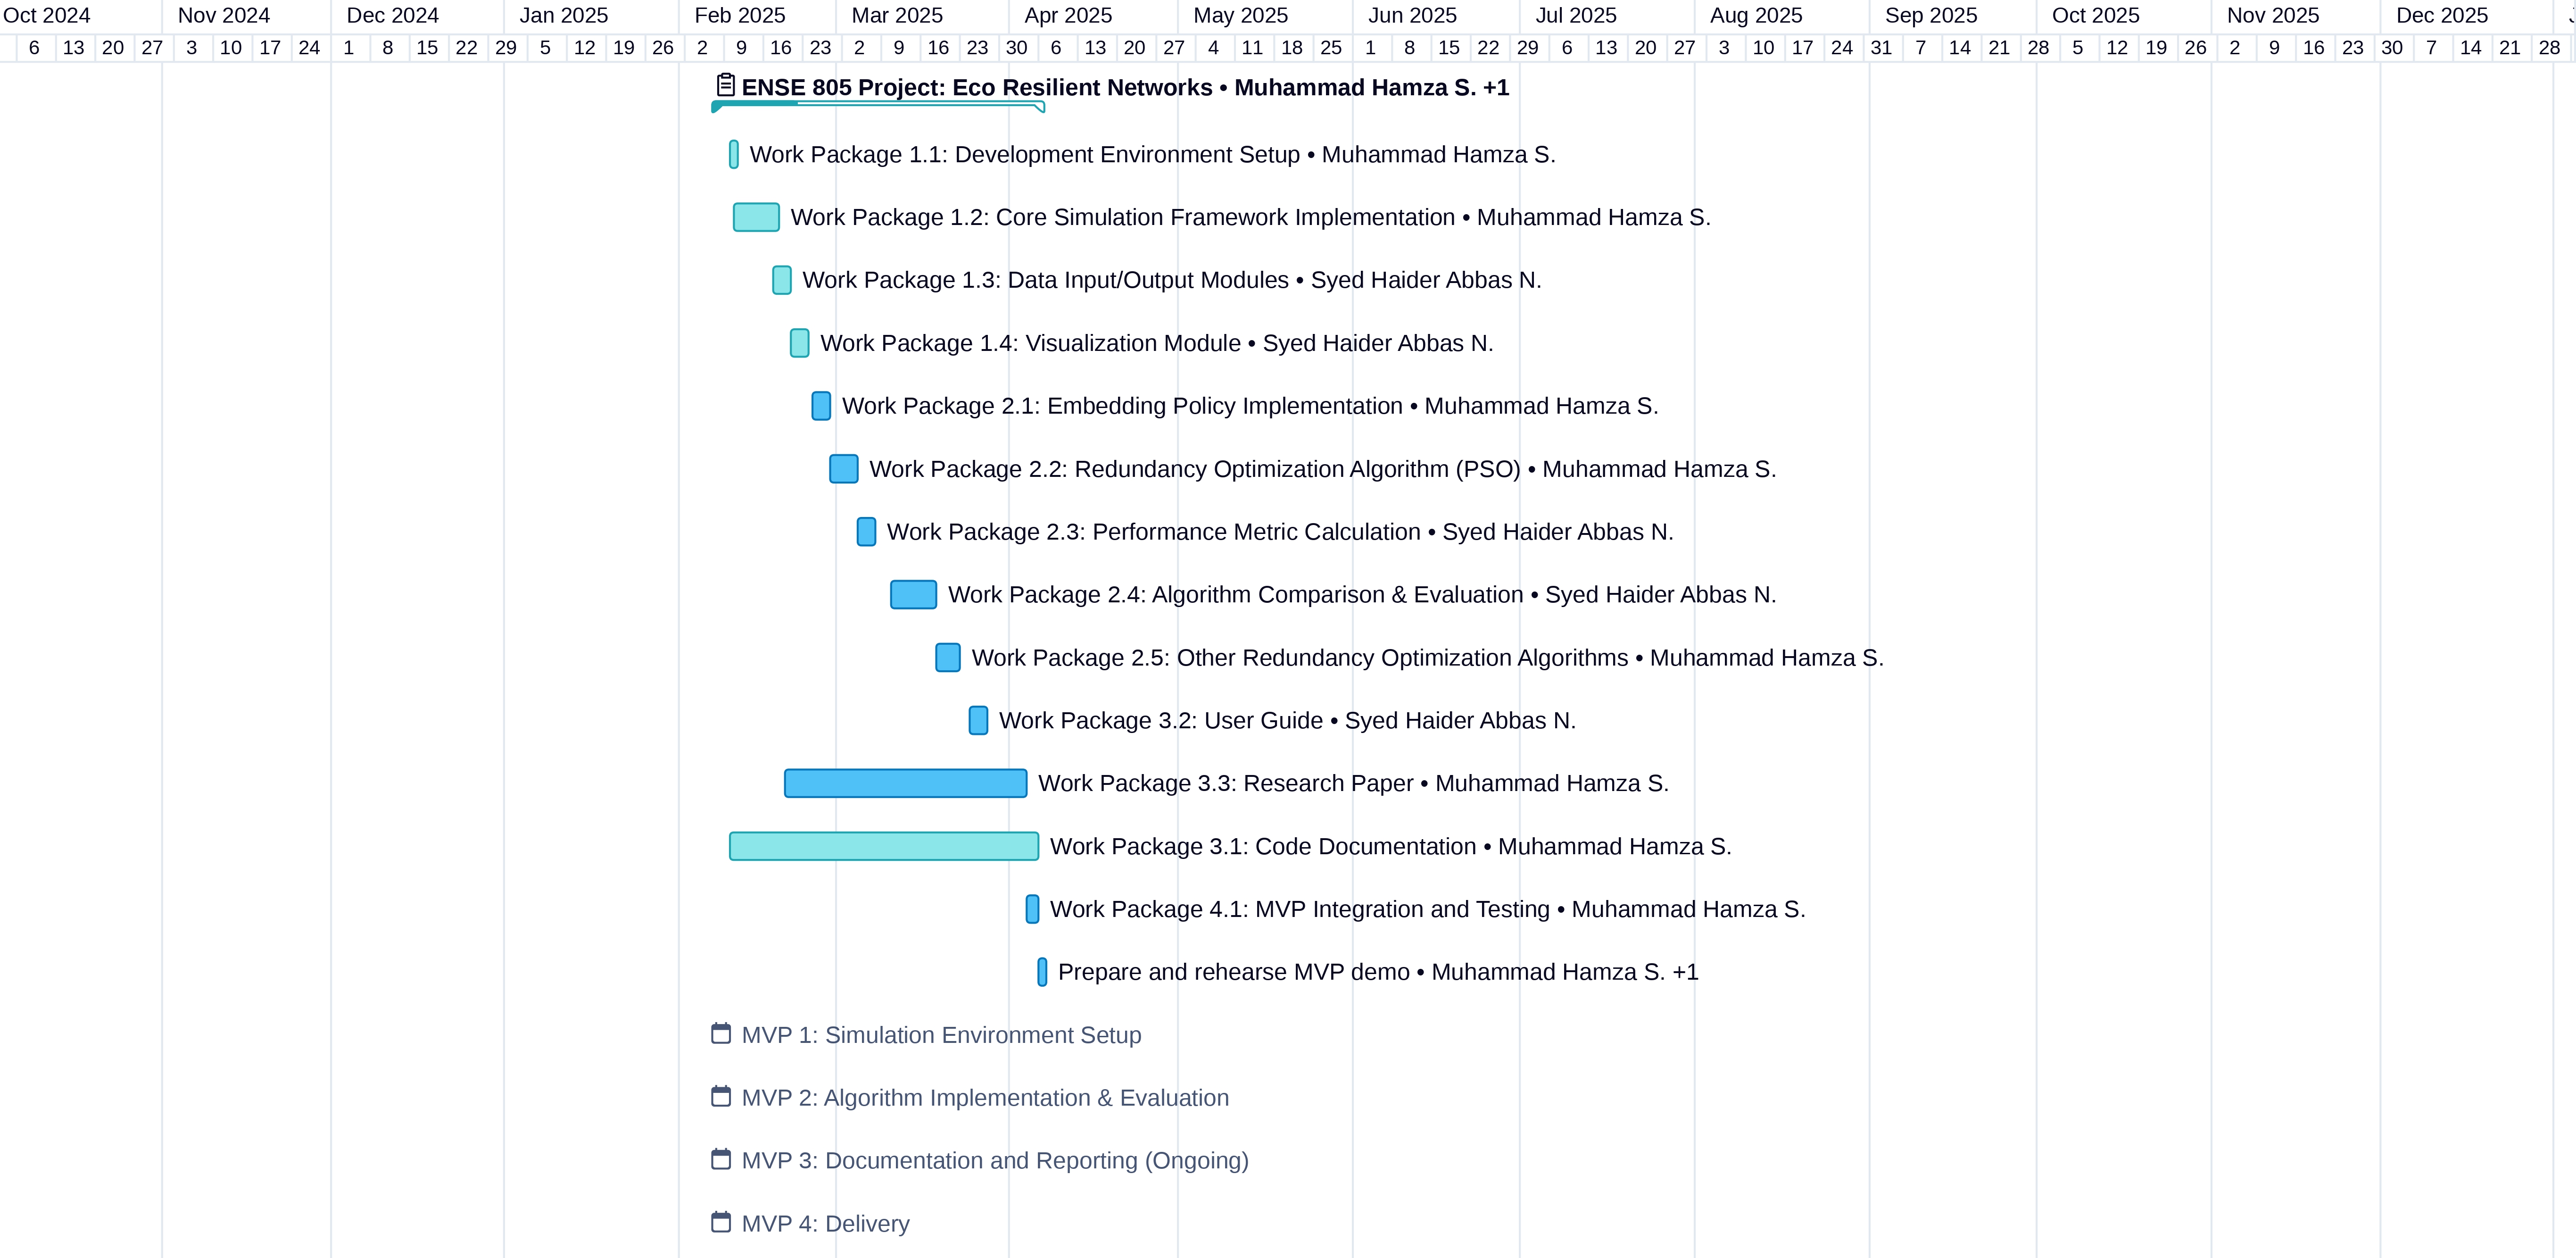 Oct 2024 Nov 2024 Dec 2024 Jan 2025 Feb 2025 Mar 2025 Apr 2025 May 2025 Jun 2025 Jul 2025 Aug 2025 Sep 2025 Oct 2025 Nov 2025 Dec 2025
6 13 20 27 3 10 17 24 1 8 15 22 29 5 12 19 26 2 9 16 23 2 9 16 23 30 6 13 20 27 4 11 18 25 1 8 15 22 29 6 13 20 27 3 10 17 24 31 7 14 21 28 5 12 19 26 2 9 16 23 30 7 14 21 28
ENSE 805 Project: Eco Resilient Networks • Muhammad Hamza S. +1
Work Package 1.1: Development Environment Setup • Muhammad Hamza S.
Work Package 1.2: Core Simulation Framework Implementation • Muhammad Hamza S.
Work Package 1.3: Data Input/Output Modules • Syed Haider Abbas N.
Work Package 1.4: Visualization Module • Syed Haider Abbas N.
Work Package 2.1: Embedding Policy Implementation • Muhammad Hamza S.
Work Package 2.2: Redundancy Optimization Algorithm (PSO) • Muhammad Hamza S.
Work Package 2.3: Performance Metric Calculation • Syed Haider Abbas N.
Work Package 2.4: Algorithm Comparison & Evaluation • Syed Haider Abbas N.
Work Package 2.5: Other Redundancy Optimization Algorithms • Muhammad Hamza S.
Work Package 3.2: User Guide • Syed Haider Abbas N.
Work Package 3.3: Research Paper • Muhammad Hamza S.
Work Package 3.1: Code Documentation • Muhammad Hamza S.
Work Package 4.1: MVP Integration and Testing • Muhammad Hamza S.
Prepare and rehearse MVP demo • Muhammad Hamza S. +1
MVP 1: Simulation Environment Setup
MVP 2: Algorithm Implementation & Evaluation
MVP 3: Documentation and Reporting (Ongoing)
MVP 4: Delivery